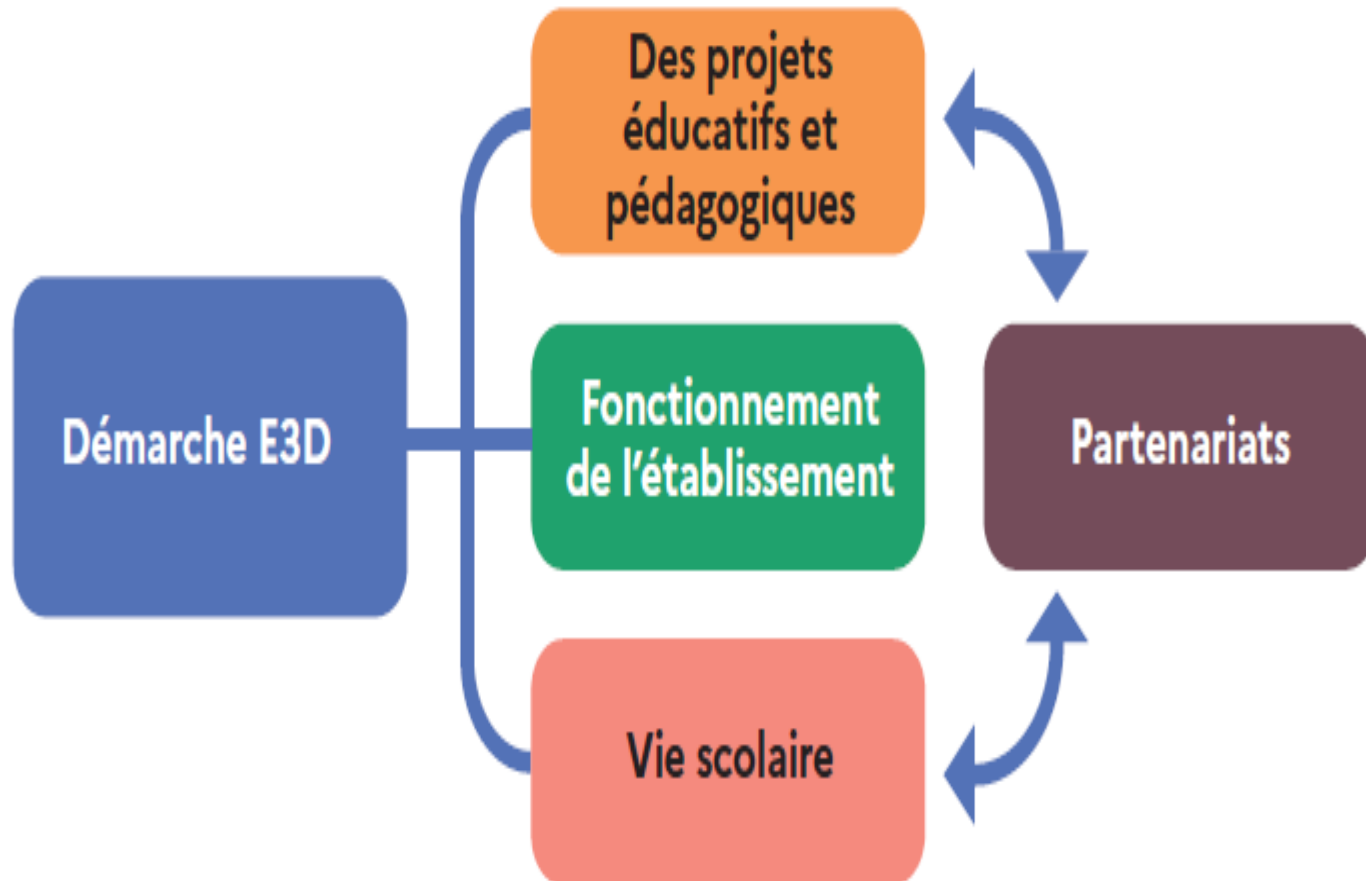 Des projets
éducatifs et
pédagogiques
Démarche E3D
Fonctionnement
de l'établissement
Partenariats
Vie scolaire